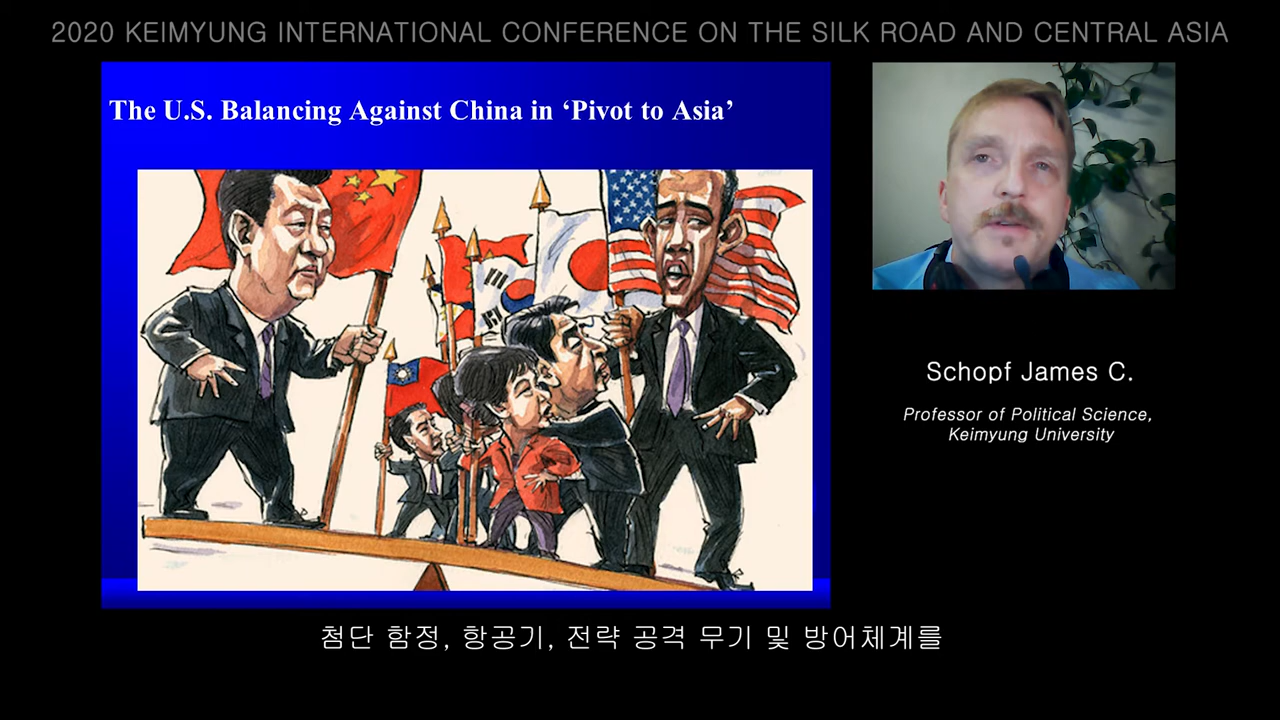 2020 KEIMYUNG INTERNATIONAL CONFERENCE ON THE SILK ROAD AND CENTRAL ASIA
The U.S. Balancing Against China in ‘Pivot to Asia’
Schopf James C.
Professor of Political Science,
Keimyung University
첨단 함정, 항공기, 전략 공격 무기 및 방어체계를